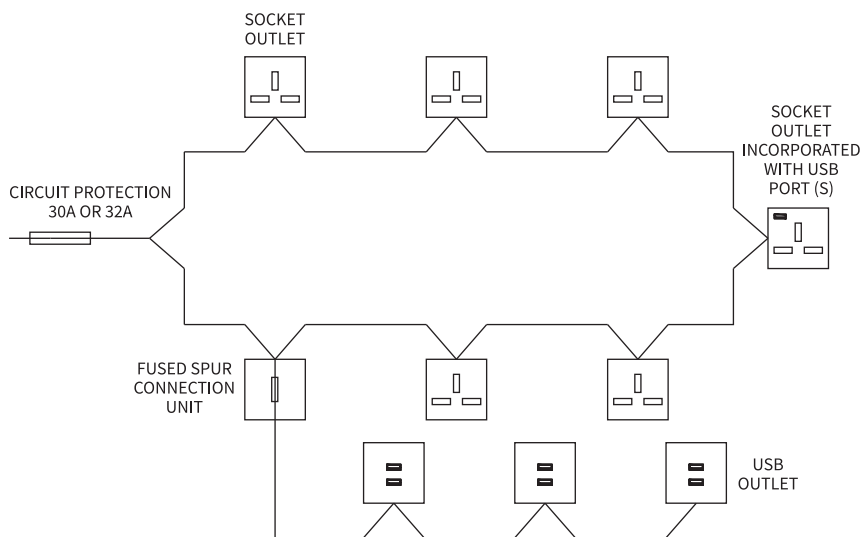 SOCKET
OUTLET
SOCKET
OUTLET
INCORPORATED
WITH USB
PORT (S)
CIRCUIT PROTECTION
30A OR 32A
FUSED SPUR
CONNECTION
UNIT
USB
OUTLET